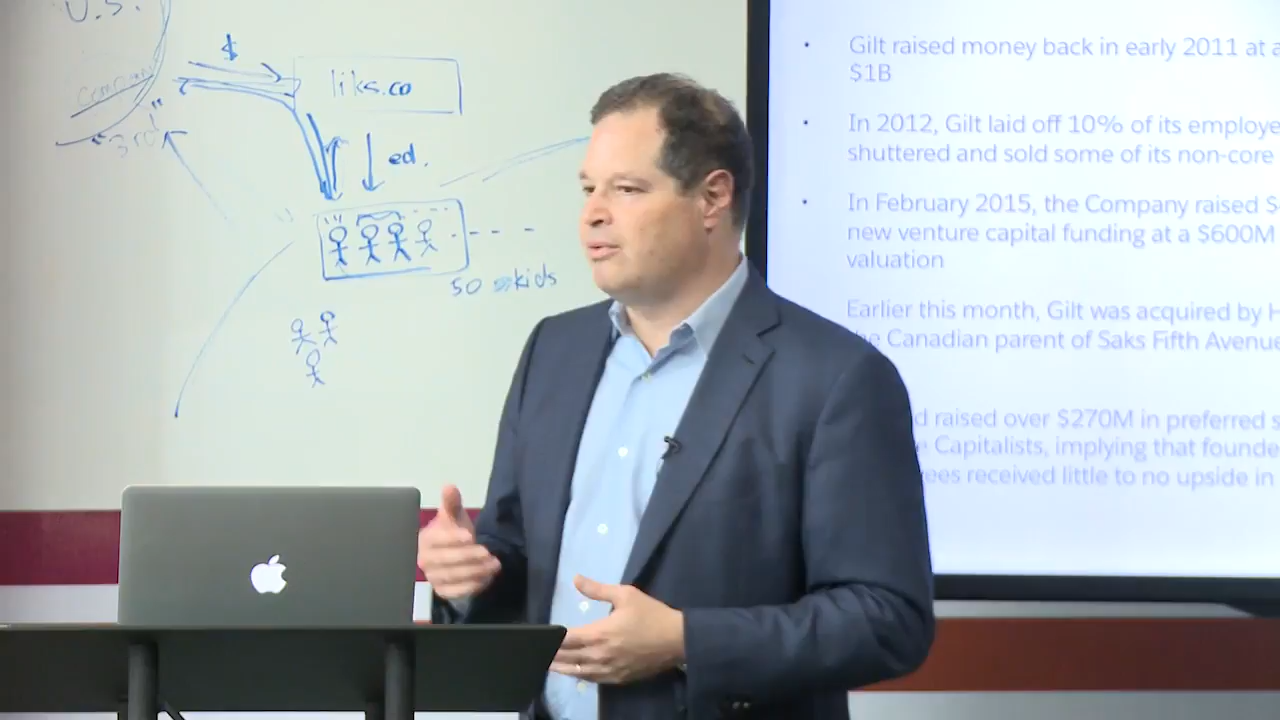 U.S.
$
Company
liks.co
"3rd"
ed.
50 kids
• Gilt raised money back in early 2011 at a
$1B
• In 2012, Gilt laid off 10% of its employe
shuttered and sold some of its non-core
• In February 2015, the Company raised $
new venture capital funding at a $600M
valuation
Earlier this month, Gilt was acquired by H
he Canadian parent of Saks Fifth Avenue
d raised over $270M in preferred s
e Capitalists, implying that founde
ees received little to no upside in